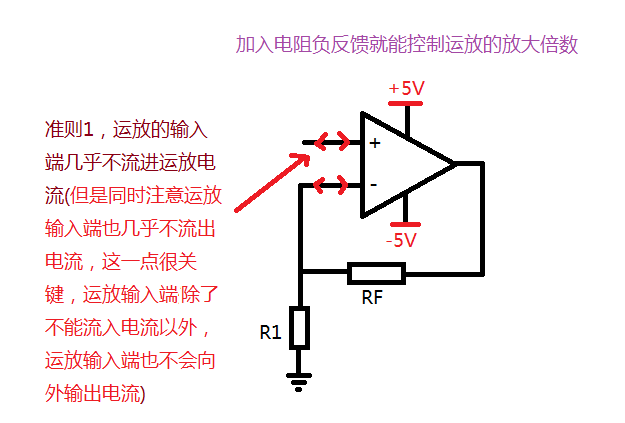 加入电阻负反馈就能控制运放的放大倍数
+5V
准则1，运放的输入
端几乎不流进运放电
流(但是同时注意运放
输入端也几乎不流出
电流，这一点很关
键，运放输入端除了
不能流入电流以外，
运放输入端也不会向
外输出电流)
+
-
-5V
RF
R1